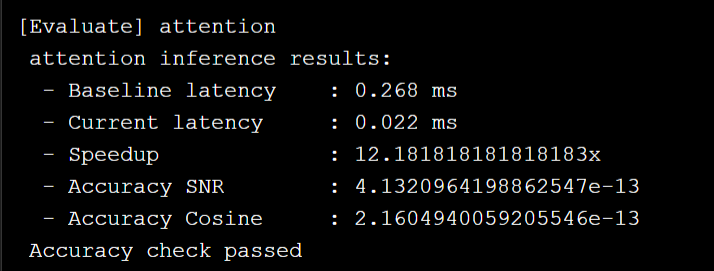 [Evaluate] attention
attention inference results:
- Baseline latency : 0.268 ms
- Current latency : 0.022 ms
- Speedup : 12.181818181818183x
- Accuracy SNR : 4.1320964198862547e-13
- Accuracy Cosine : 2.1604940059205546e-13
Accuracy check passed